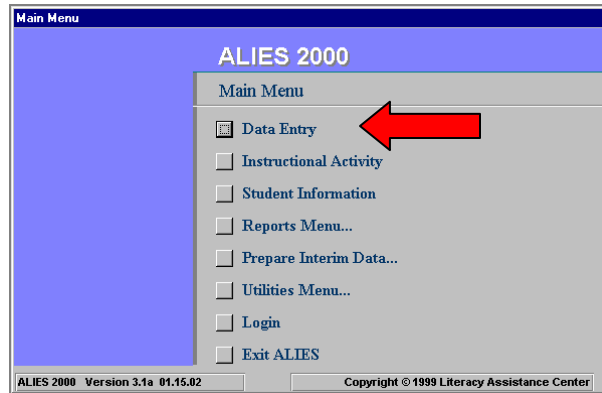 Main Menu
ALIES 2000
Main Menu
Data Entry
Instructional Activity
Student Information
Reports Menu...
Prepare Interim Data...
Utilities Menu...
Login
Exit ALIES
ALIES 2000 Version 3.1a 01.15.02 Copyright © 1999 Literacy Assistance Center